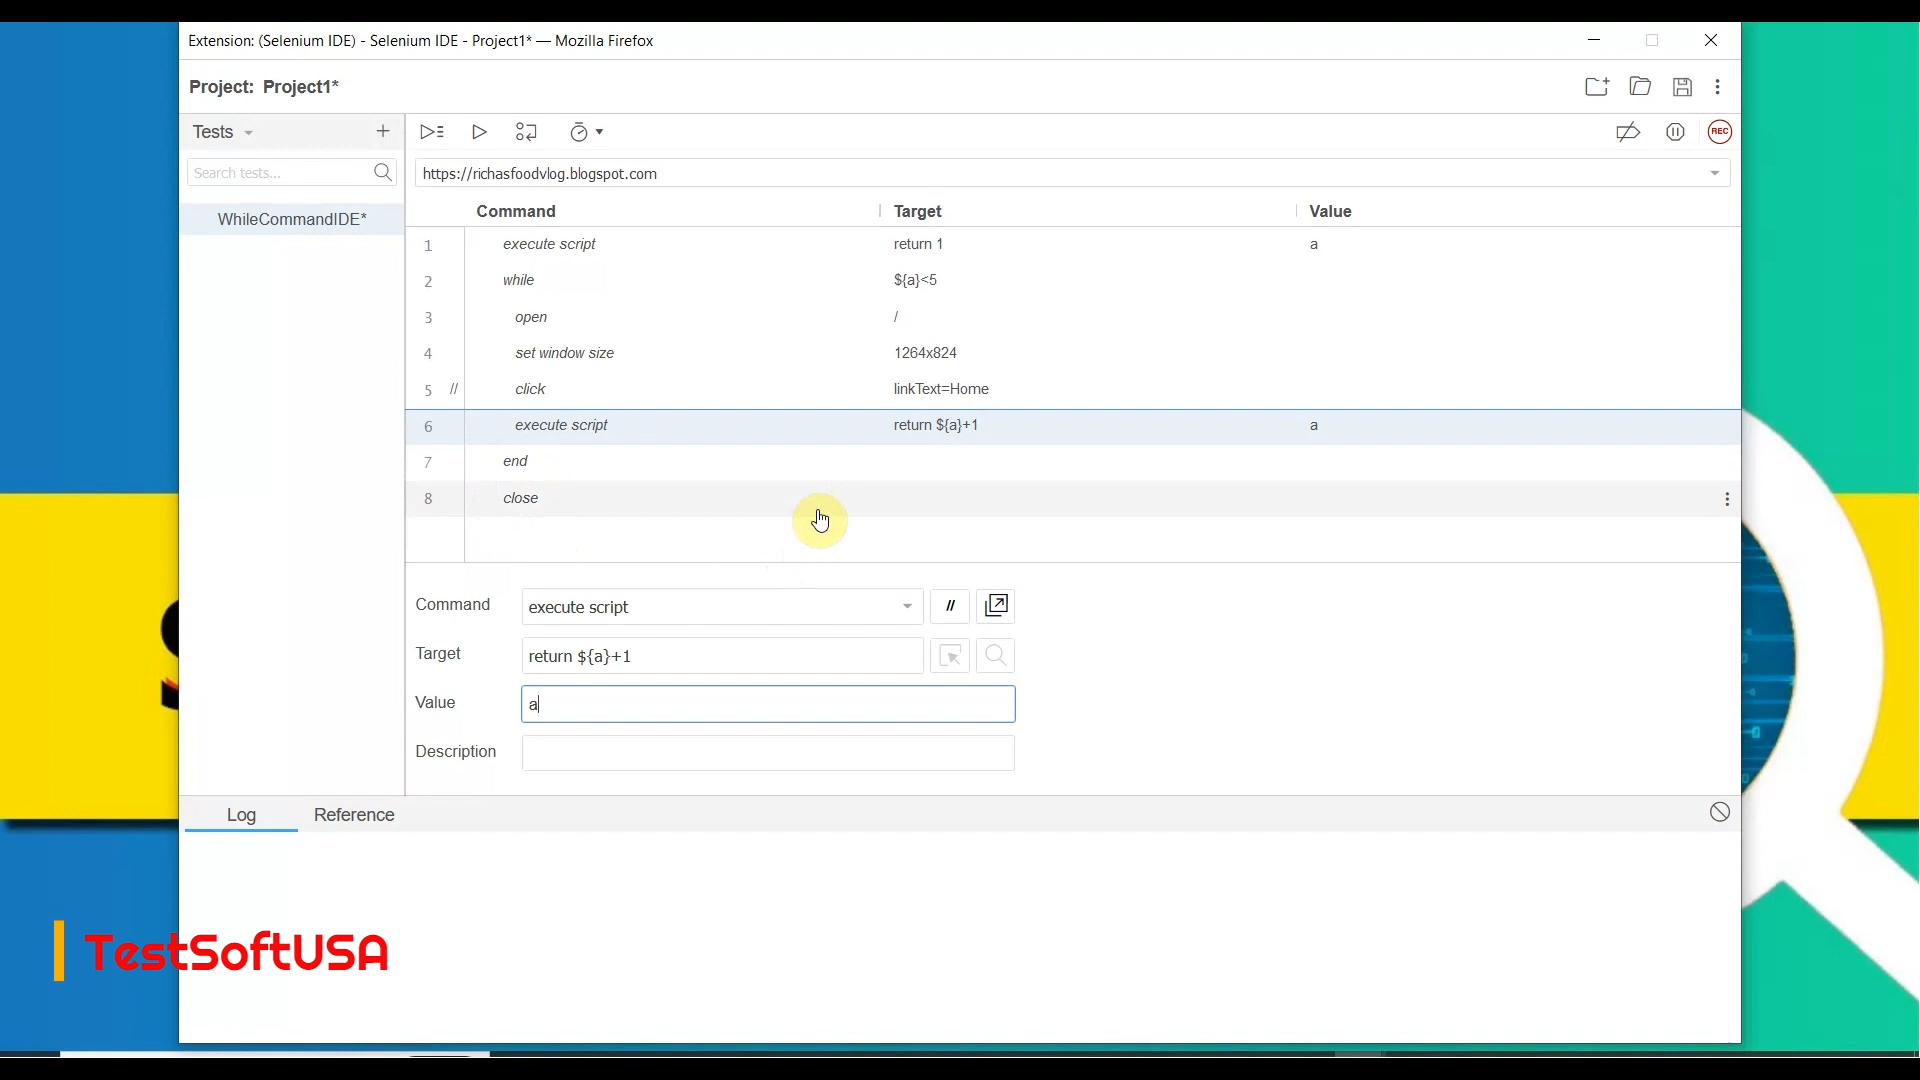 Extension: (Selenium IDE) - Selenium IDE - Project1* — Mozilla Firefox
Project: Project1*
Tests
+
REC
Search tests...
https://richasfoodvlog.blogspot.com
WhileCommandIDE*
Command Target Value
1 execute script return 1 a
2 while ${a}<5
3 open /
4 set window size 1264x824
5 // click linkText=Home
6 execute script return ${a}+1 a
7 end
8 close
Command execute script //
Target return ${a}+1
Value a
Description
Log Reference
TestSoftUSA